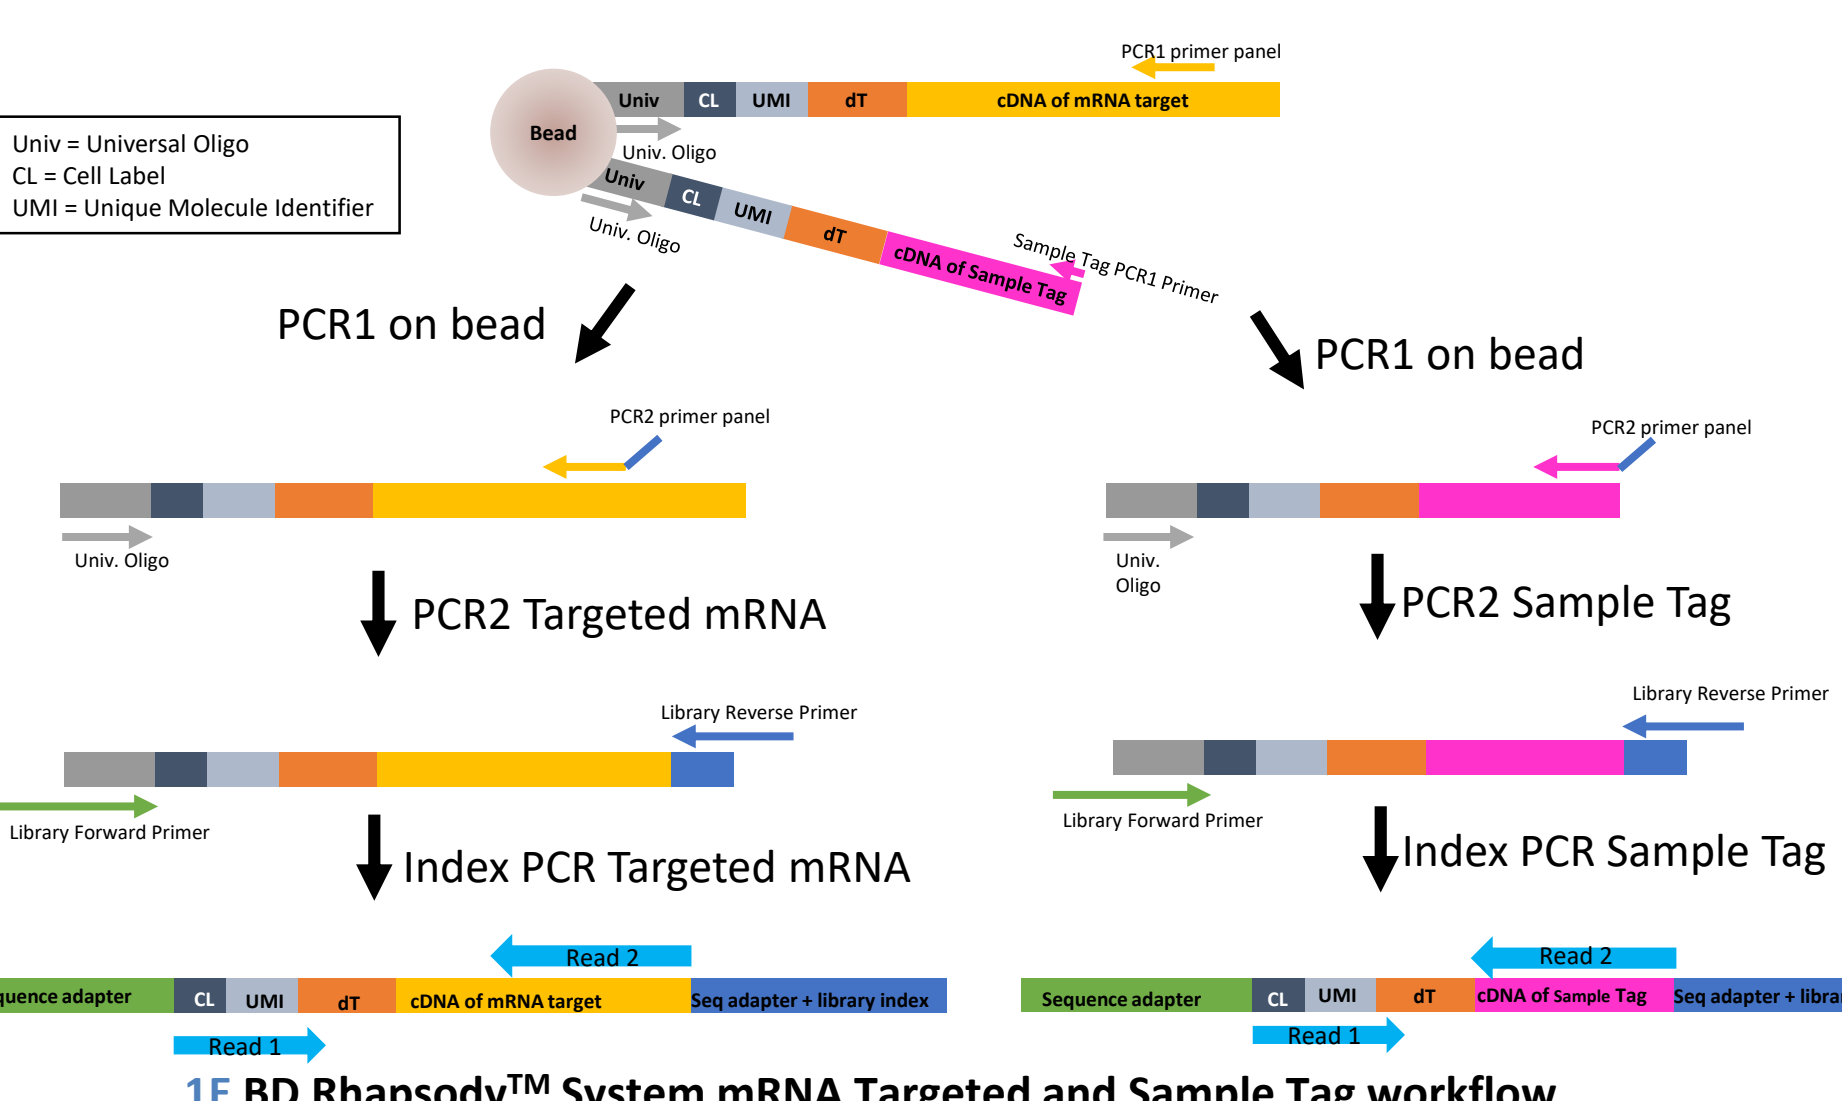 PCR1 primer panel
Univ CL UMI dT cDNA of mRNA target
Bead
Univ. Oligo
Univ = Universal Oligo
CL = Cell Label
UMI = Unique Molecule Identifier
Univ CL UMI dT cDNA of Sample Tag
Univ. Oligo
Sample Tag PCR1 Primer
PCR1 on bead
PCR1 on bead
PCR2 primer panel
PCR2 primer panel
Univ. Oligo
Univ.
Oligo
PCR2 Targeted mRNA
PCR2 Sample Tag
Library Reverse Primer
Library Reverse Primer
Library Forward Primer
Library Forward Primer
Index PCR Targeted mRNA
Index PCR Sample Tag
Read 2
Read 2
quence adapter CL UMI dT cDNA of mRNA target Seq adapter + library index
Sequence adapter CL UMI dT cDNA of Sample Tag Seq adapter + librar
Read 1
Read 1
BD Rhapsody™ System mRNA Targeted and Sample Tag workflow